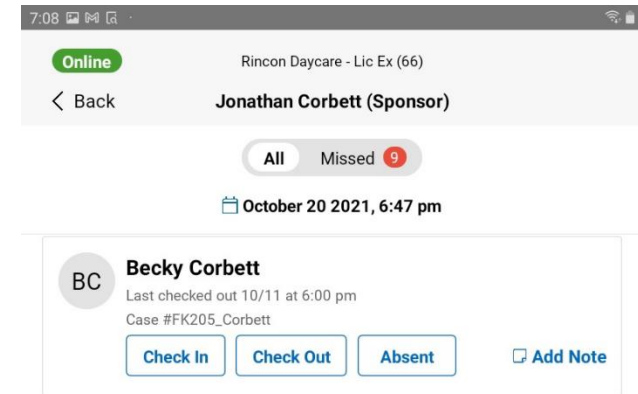 7:08
Online
Rincon Daycare - Lic Ex (66)
Back
Jonathan Corbett (Sponsor)
All Missed 9
October 20 2021, 6:47 pm
BC
Becky Corbett
Last checked out 10/11 at 6:00 pm
Case #FK205_Corbett
Check In Check Out Absent Add Note